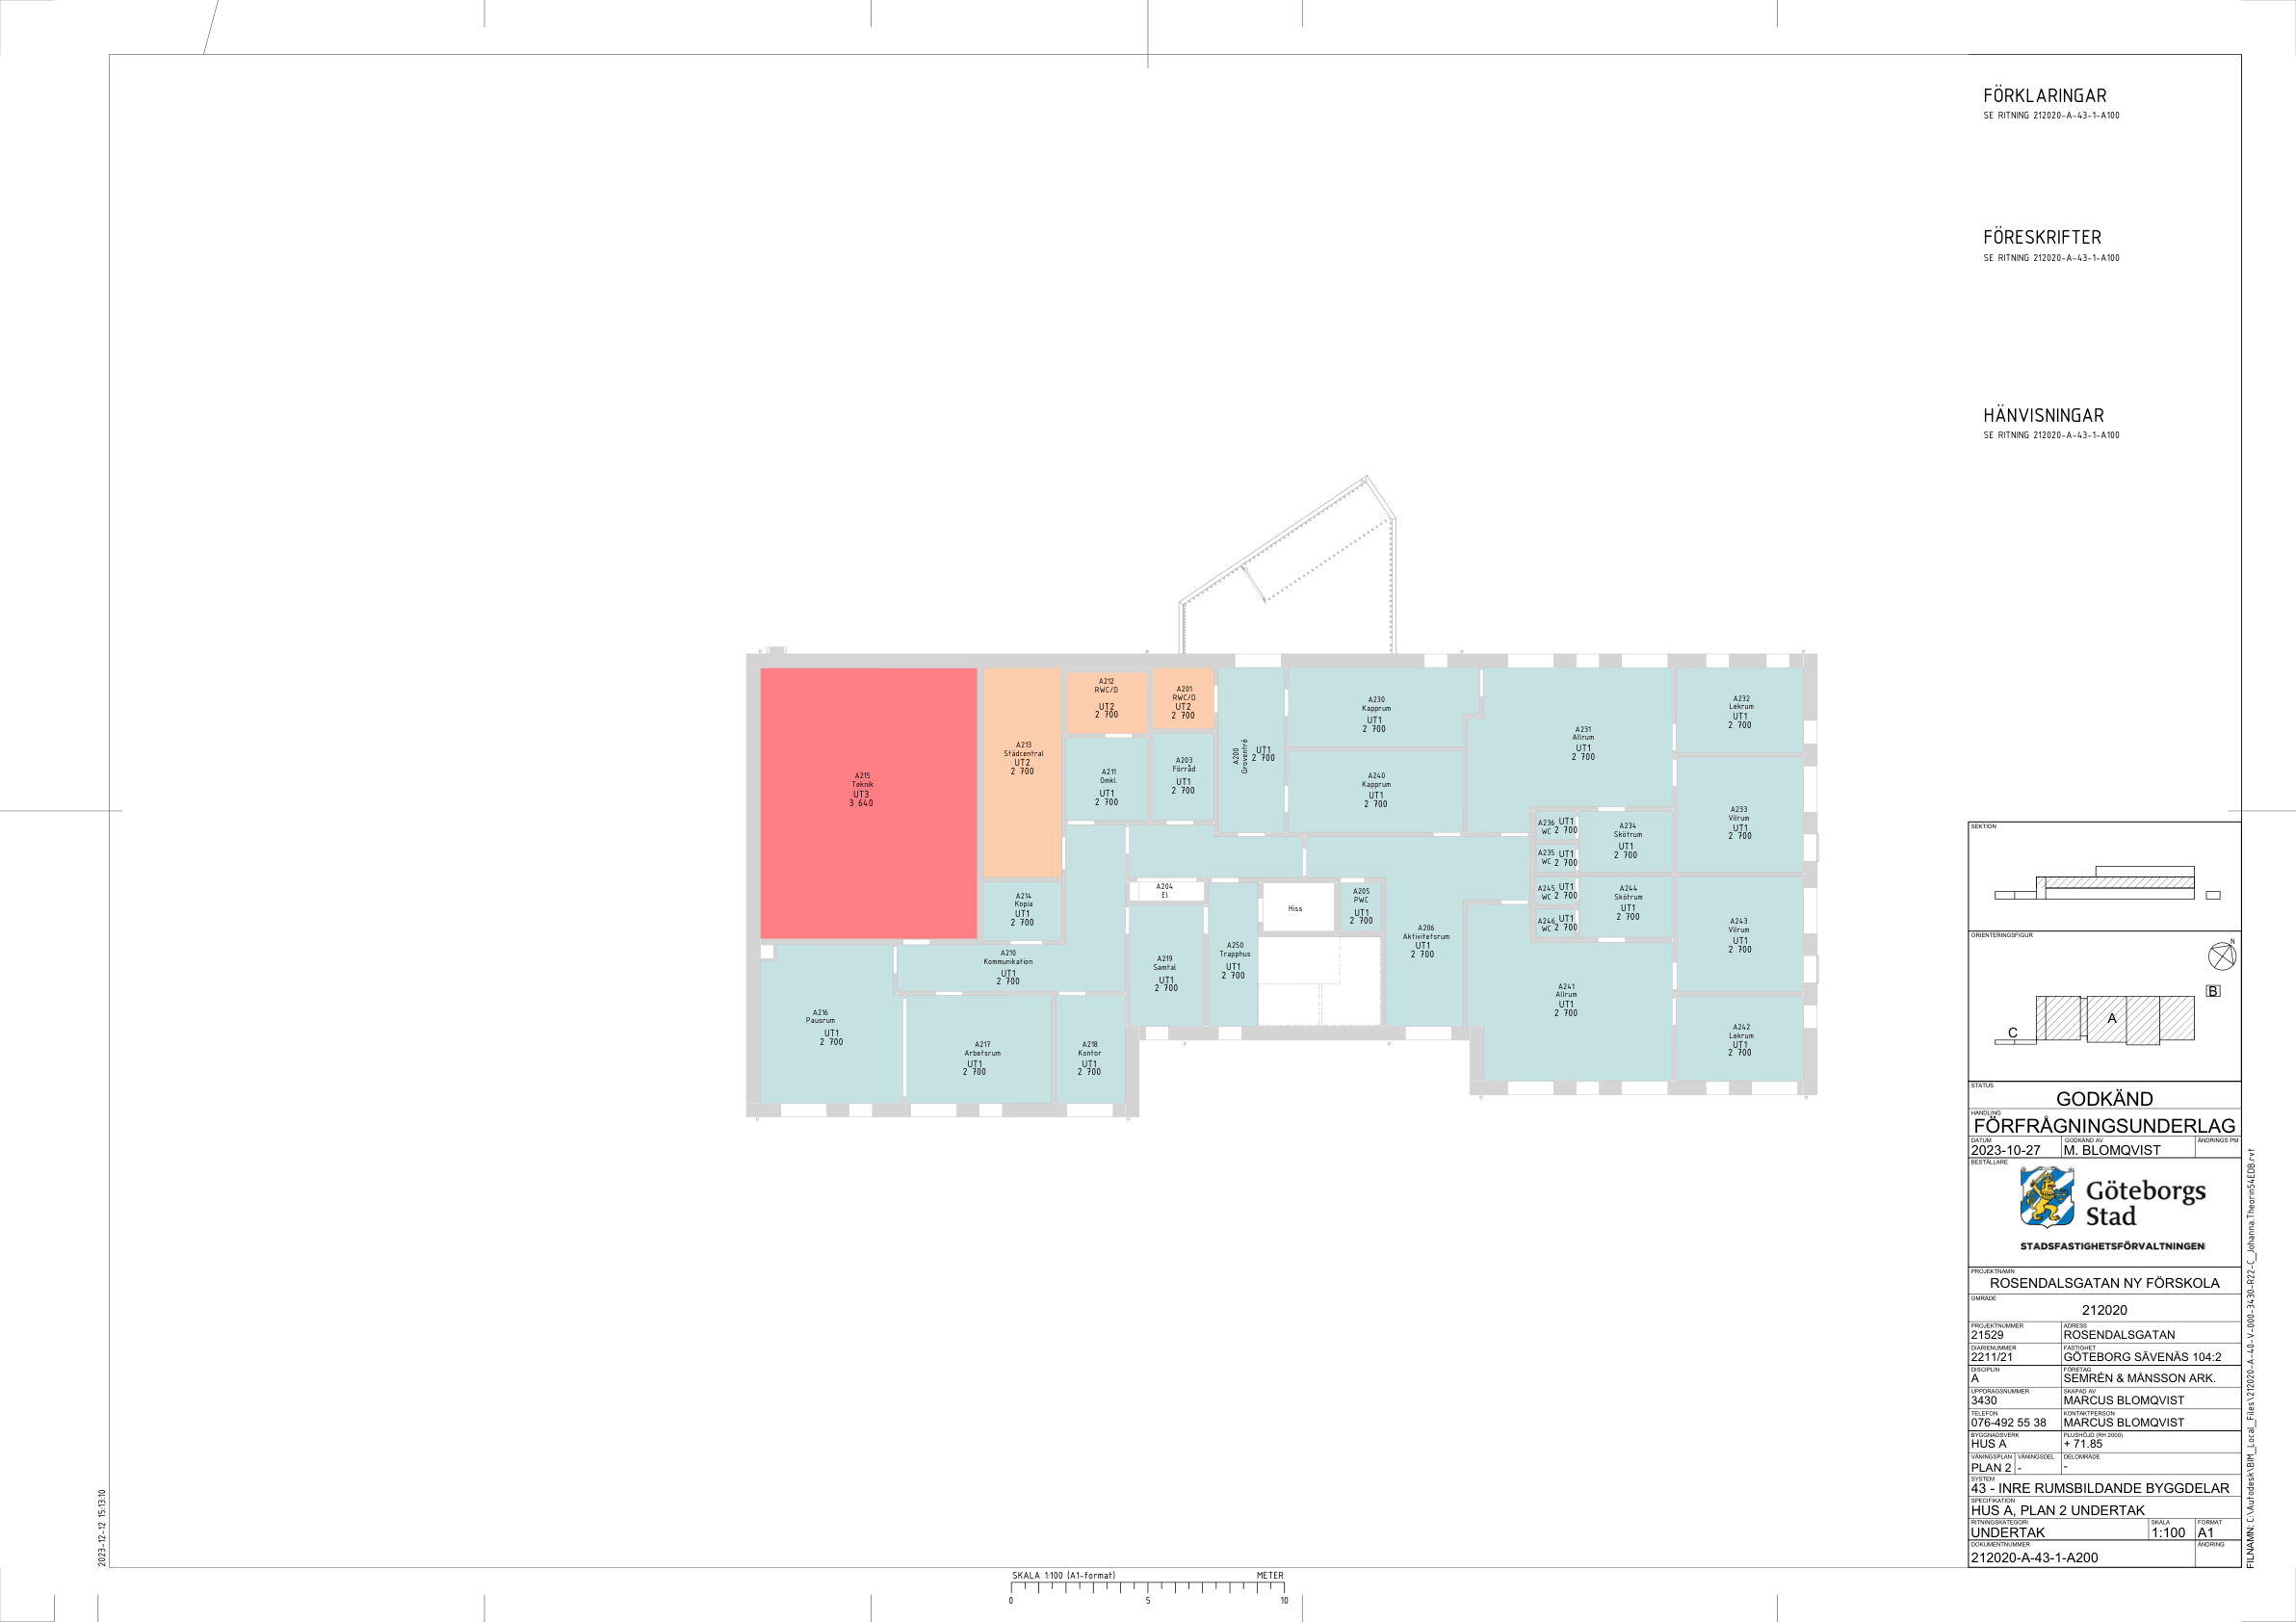 FÖRKLARINGAR
SE RITNING 212020-A-43-1-A100
FÖRESKRIFTER
SE RITNING 212020-A-43-1-A100
HÄNVISNINGAR
SE RITNING 212020-A-43-1-A100
A215
Teknik
UT3
3 640
A213
Städcentral
UT2
2 700
A212
RWC/D
UT2
2 700
A201
RWC/D
UT2
2 700
A211
Omkl.
UT1
2 700
A203
Förråd
UT1
2 700
A200
Groventré
UT1
2 700
A230
Kapprum
UT1
2 700
A240
Kapprum
UT1
2 700
A231
Allrum
UT1
2 700
A232
Lekrum
UT1
2 700
A233
Vilrum
UT1
2 700
A236
WC
UT1
2 700
A234
Skötrum
UT1
2 700
A235
WC
UT1
2 700
A245
WC
UT1
2 700
A244
Skötrum
UT1
2 700
A246
WC
UT1
2 700
A243
Vilrum
UT1
2 700
A242
Lekrum
UT1
2 700
A241
Allrum
UT1
2 700
A206
Aktivitetsrum
UT1
2 700
A205
PWC
UT1
2 700
Hiss
A204
El
A250
Trapphus
UT1
2 700
A219
Samtal
UT1
2 700
A214
Kopia
UT1
2 700
A210
Kommunikation
UT1
2 700
A216
Pausrum
UT1
2 700
A217
Arbetsrum
UT1
2 700
A218
Kontor
UT1
2 700
SEKTION
ORIENTERINGSFIGUR
N
B
A
C
STATUS
GODKÄND
HANDLING
FÖRFRÅGNINGSUNDERLAG
DATUM
2023-10-27
GODKÄND AV
M. BLOMQVIST
ÄNDRINGS PM
BESTÄLLARE
Göteborgs
Stad
STADSFASTIGHETSFÖRVALTNINGEN
PROJEKTNAMN
ROSENDALSGATAN NY FÖRSKOLA
OMRÅDE
212020
PROJEKTNUMMER
21529
ADRESS
ROSENDALSGATAN
DIARIENUMMER
2211/21
FASTIGHET
GÖTEBORG SÄVENÄS 104:2
DISCIPLIN
A
FÖRETAG
SEMRÉN & MÅNSSON ARK.
UPPDRAGSNUMMER
3430
SKAPAD AV
MARCUS BLOMQVIST
TELEFON
076-492 55 38
KONTAKTPERSON
MARCUS BLOMQVIST
BYGGNADSVERK
HUS A
PLUSHÖJD (RH 2000)
+ 71.85
VÅNINGSPLAN
PLAN 2
VÅNINGSDEL
-
DELOMRÅDE
-
SYSTEM
43 - INRE RUMSBILDANDE BYGGDELAR
SPECIFIKATION
HUS A, PLAN 2 UNDERTAK
RITNINGSKATEGORI
UNDERTAK
SKALA
1:100
FORMAT
A1
DOKUMENTNUMMER
212020-A-43-1-A200
ÄNDRING
FILNAMN: C:\Autodesk\BIM_Local_Files\212020-A-40-V-000-3430-R22-C_Johanna.Theorin54EDB.rvt
2023-12-12 15:13:10
SKALA 1:100 (A1-format) METER
0 5 10